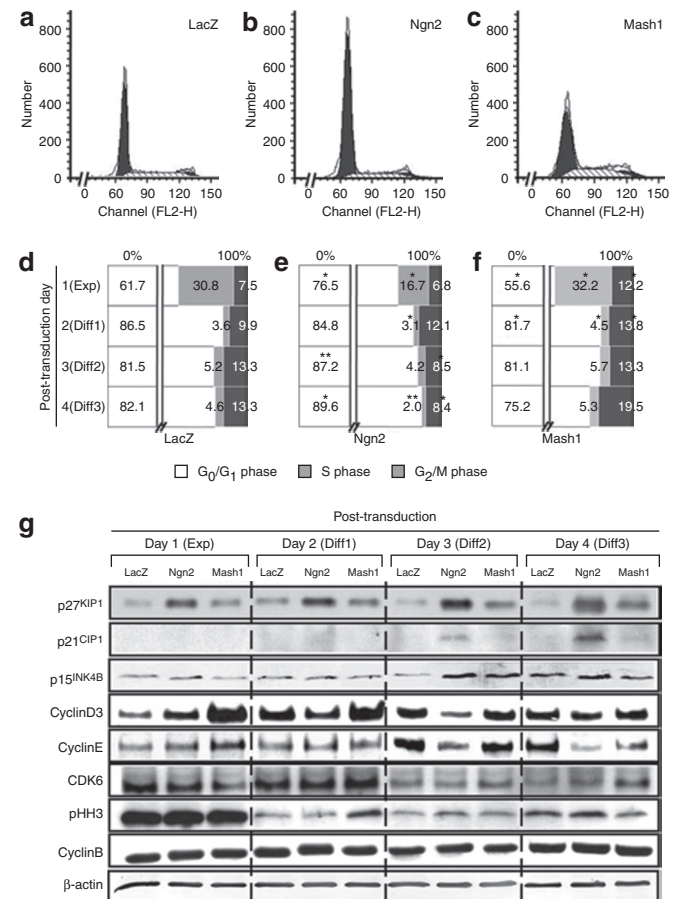 a LacZ b Ngn2 c Mash1
800 800 800
600 600 600
400 400 400
200 200 200
0 0 0
Number Number Number
0 60 90 120 150 0 60 90 120 150 0 60 90 120 150
Channel (FL2-H) Channel (FL2-H) Channel (FL2-H)
d 0% 100% e 0% 100% f 0% 100%
Post-transduction day
1(Exp) 61.7 30.8 7.5 * 76.5 * 16.7 6.8 * 55.6 * 32.2 12.2 *
2(Diff1) 86.5 3.6 9.9 84.8 * 3.1 12.1 * 81.7 * 4.5 13.8 *
3(Diff2) 81.5 5.2 13.3 ** 87.2 4.2 8.5 * 81.1 5.7 13.3
4(Diff3) 82.1 4.6 13.3 * 89.6 ** 2.0 8.4 * 75.2 5.3 19.5
LacZ Ngn2 Mash1
G0/G1 phase S phase G2/M phase
g
Post-transduction
Day 1 (Exp) Day 2 (Diff1) Day 3 (Diff2) Day 4 (Diff3)
LacZ Ngn2 Mash1 LacZ Ngn2 Mash1 LacZ Ngn2 Mash1 LacZ Ngn2 Mash1
p27KIP1
p21CIP1
p15INK4B
CyclinD3
CyclinE
CDK6
pHH3
CyclinB
β-actin